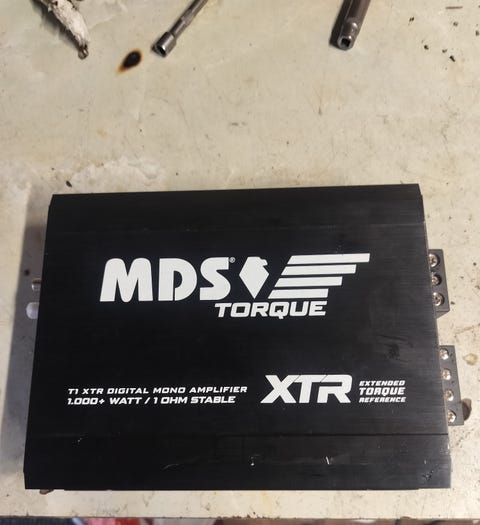 MDS®
TORQUE
T1 XTR DIGITAL MONO AMPLIFIER
1.000+ WATT / 1 OHM STABLE
XTR
EXTENDED
TORQUE
REFERENCE